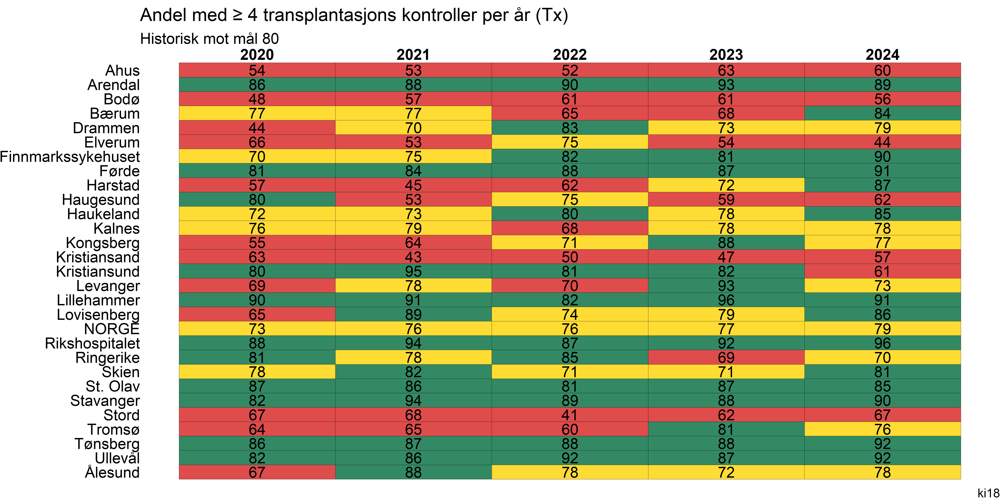 Andel med ≥ 4 transplantasjons kontroller per år (Tx)
Historisk mot mål 80
2020 2021 2022 2023 2024
Ahus 54 53 52 63 60
Arendal 86 88 90 93 89
Bodø 48 57 61 61 56
Bærum 77 77 65 68 84
Drammen 44 70 83 73 79
Elverum 66 53 75 54 44
Finnmarkssykehuset 70 75 82 81 90
Førde 81 84 88 87 91
Harstad 57 45 62 72 87
Haugesund 80 53 75 59 62
Haukeland 72 73 80 78 85
Kalnes 76 79 68 78 78
Kongsberg 55 64 71 88 77
Kristiansand 63 43 50 47 57
Kristiansund 80 95 81 82 61
Levanger 69 78 70 93 73
Lillehammer 90 91 82 96 91
Lovisenberg 65 89 74 79 86
NORGE 73 76 76 77 79
Rikshospitalet 88 94 87 92 96
Ringerike 81 78 85 69 70
Skien 78 82 71 71 81
St. Olav 87 86 81 87 85
Stavanger 82 94 89 88 90
Stord 67 68 41 62 67
Tromsø 64 65 60 81 76
Tønsberg 86 87 88 88 92
Ullevål 82 86 92 87 92
Ålesund 67 88 78 72 78
ki18